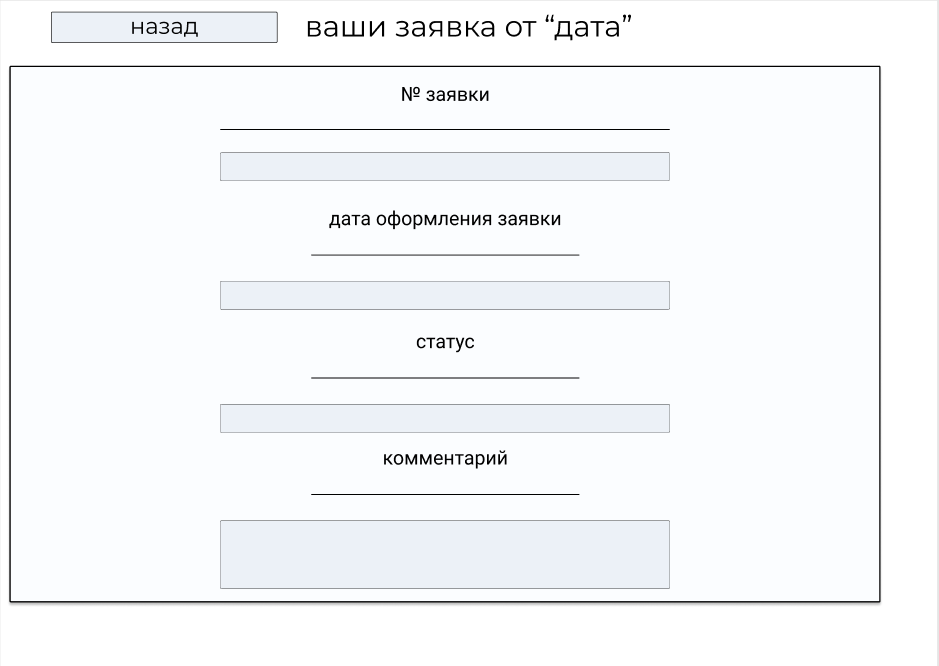 назад
ваши заявка от “дата”
№ заявки
дата оформления заявки
статус
комментарий